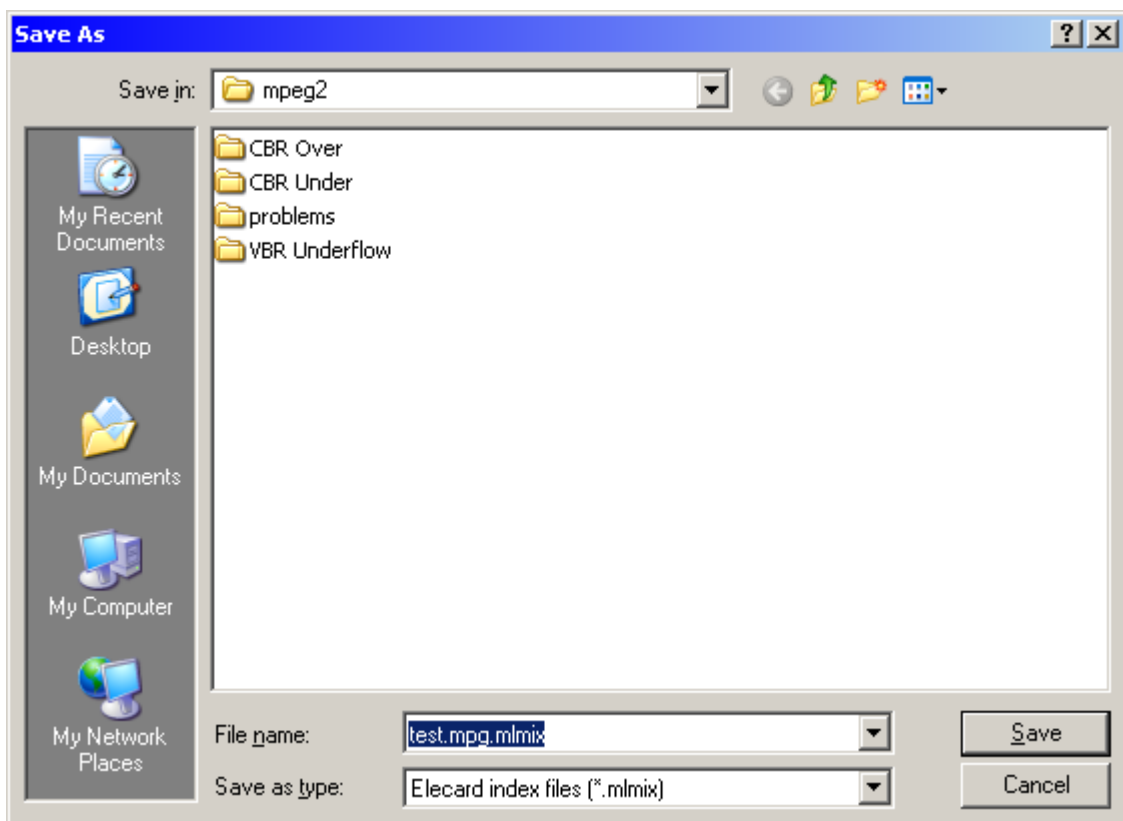 Save As
Save in:
mpeg2
My Recent
Documents
Desktop
My Documents
My Computer
My Network
Places
CBR Over
CBR Under
problems
VBR Underflow
File name:
test.mpg.mlmix
Save
Save as type:
Elecard index files (*.mlmix)
Cancel